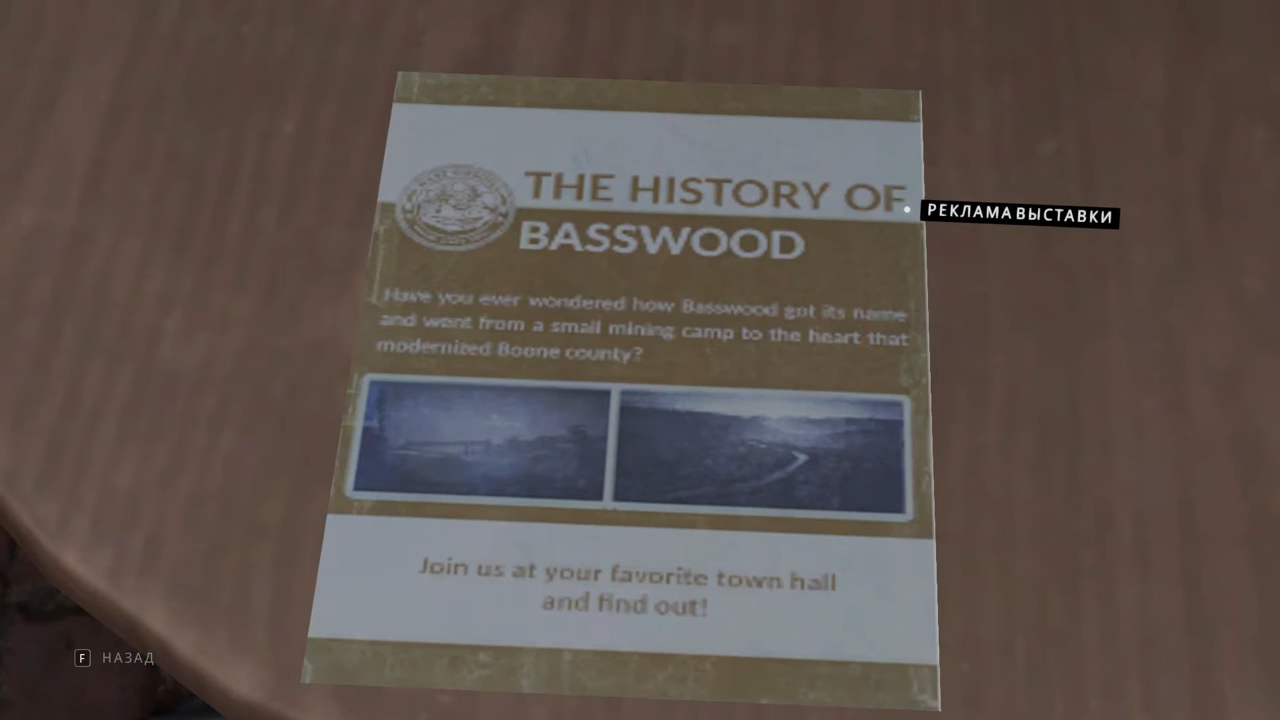 THE HISTORY OF
BASSWOOD
РЕКЛАМА ВЫСТАВКИ
Have you ever wondered how Basswood got its name
and went from a small mining camp to the heart that
modernized Boone county?
Join us at your favorite town hall
and find out!
F НАЗАД